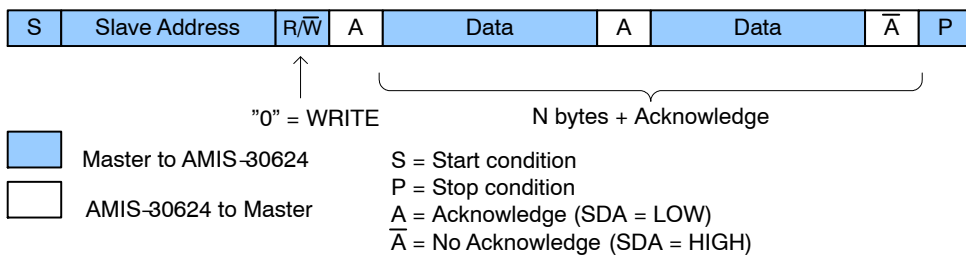 S Slave Address R/W̅ A Data A Data A̅ P
”0” = WRITE N bytes + Acknowledge
Master to AMIS−30624 S = Start condition
P = Stop condition
AMIS−30624 to Master A = Acknowledge (SDA = LOW)
A̅ = No Acknowledge (SDA = HIGH)